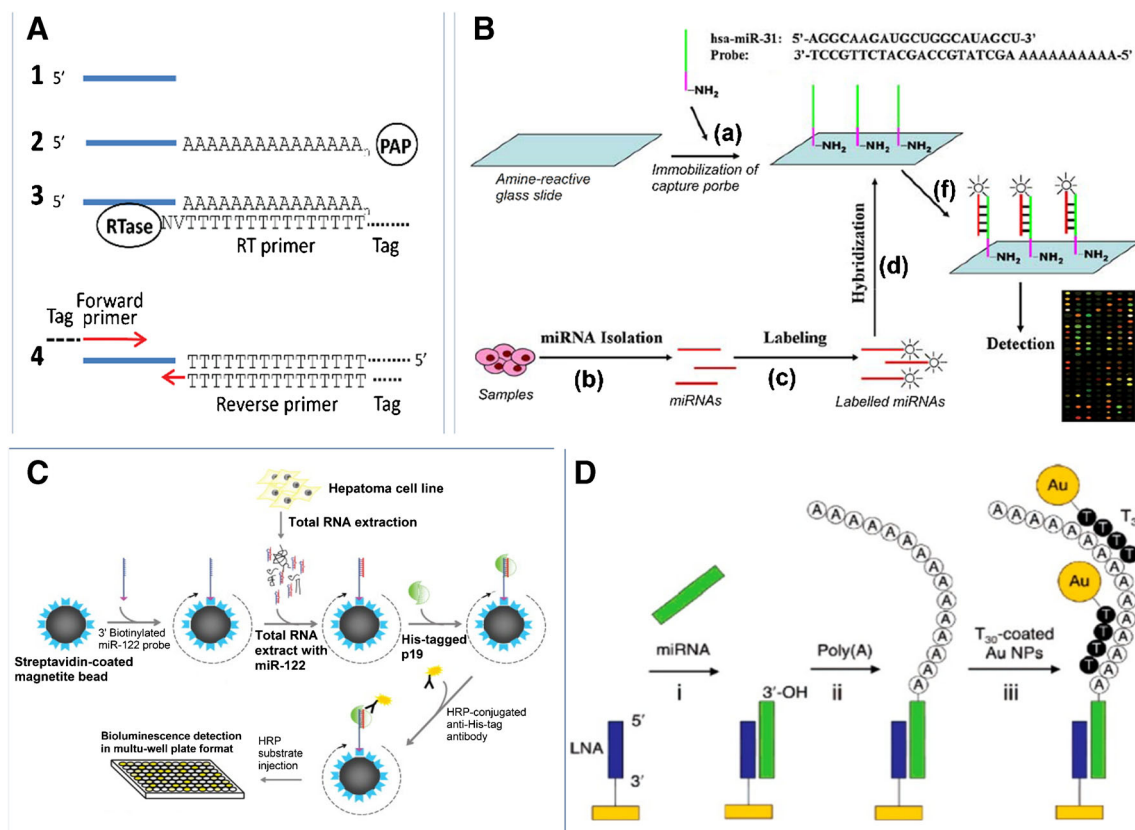 A
1 5'
2 5' AAAAAAAAAAAAAAA PAP
3 5' AAAAAAAAAAAAAAA
RTase NVTTTTTTTTTTTTTTT
RT primer Tag
Forward
Tag primer
4 TTTTTTTTTTTTTTT 5'
TTTTTTTTTTTTTTT
Reverse primer Tag
B
hsa-miR-31: 5'-AGGCAAGAUGCUGGCAUAGCU-3'
Probe: 3'-TCCGTTCTACGACCGTATCGA AAAAAAAAAA-5'
-NH2
(a)
Amine-reactive
glass slide
Immobilization of
capture porbe
-NH2 -NH2 -NH2
(f)
Hybridization
(d)
-NH2 -NH2 -NH2
Detection
miRNA Isolation
(b)
Labeling
(c)
Samples
miRNAs
Labelled miRNAs
C
Hepatoma cell line
Total RNA extraction
3' Biotinylated
miR-122 probe
Streptavidin-coated
magnetite bead
Total RNA
extract with
miR-122
His-tagged
p19
HRP-conjugated
anti-His-tag
antibody
HRP
substrate
injection
Bioluminescence detection
in multu-well plate format
D
LNA
5'
3'
miRNA
i
3'-OH
Poly(A)
ii
A A A A A A A A A A A A
T30-coated
Au NPs
iii
Au
Au
T T T T
T T T T
A A A A A A A A A A A A